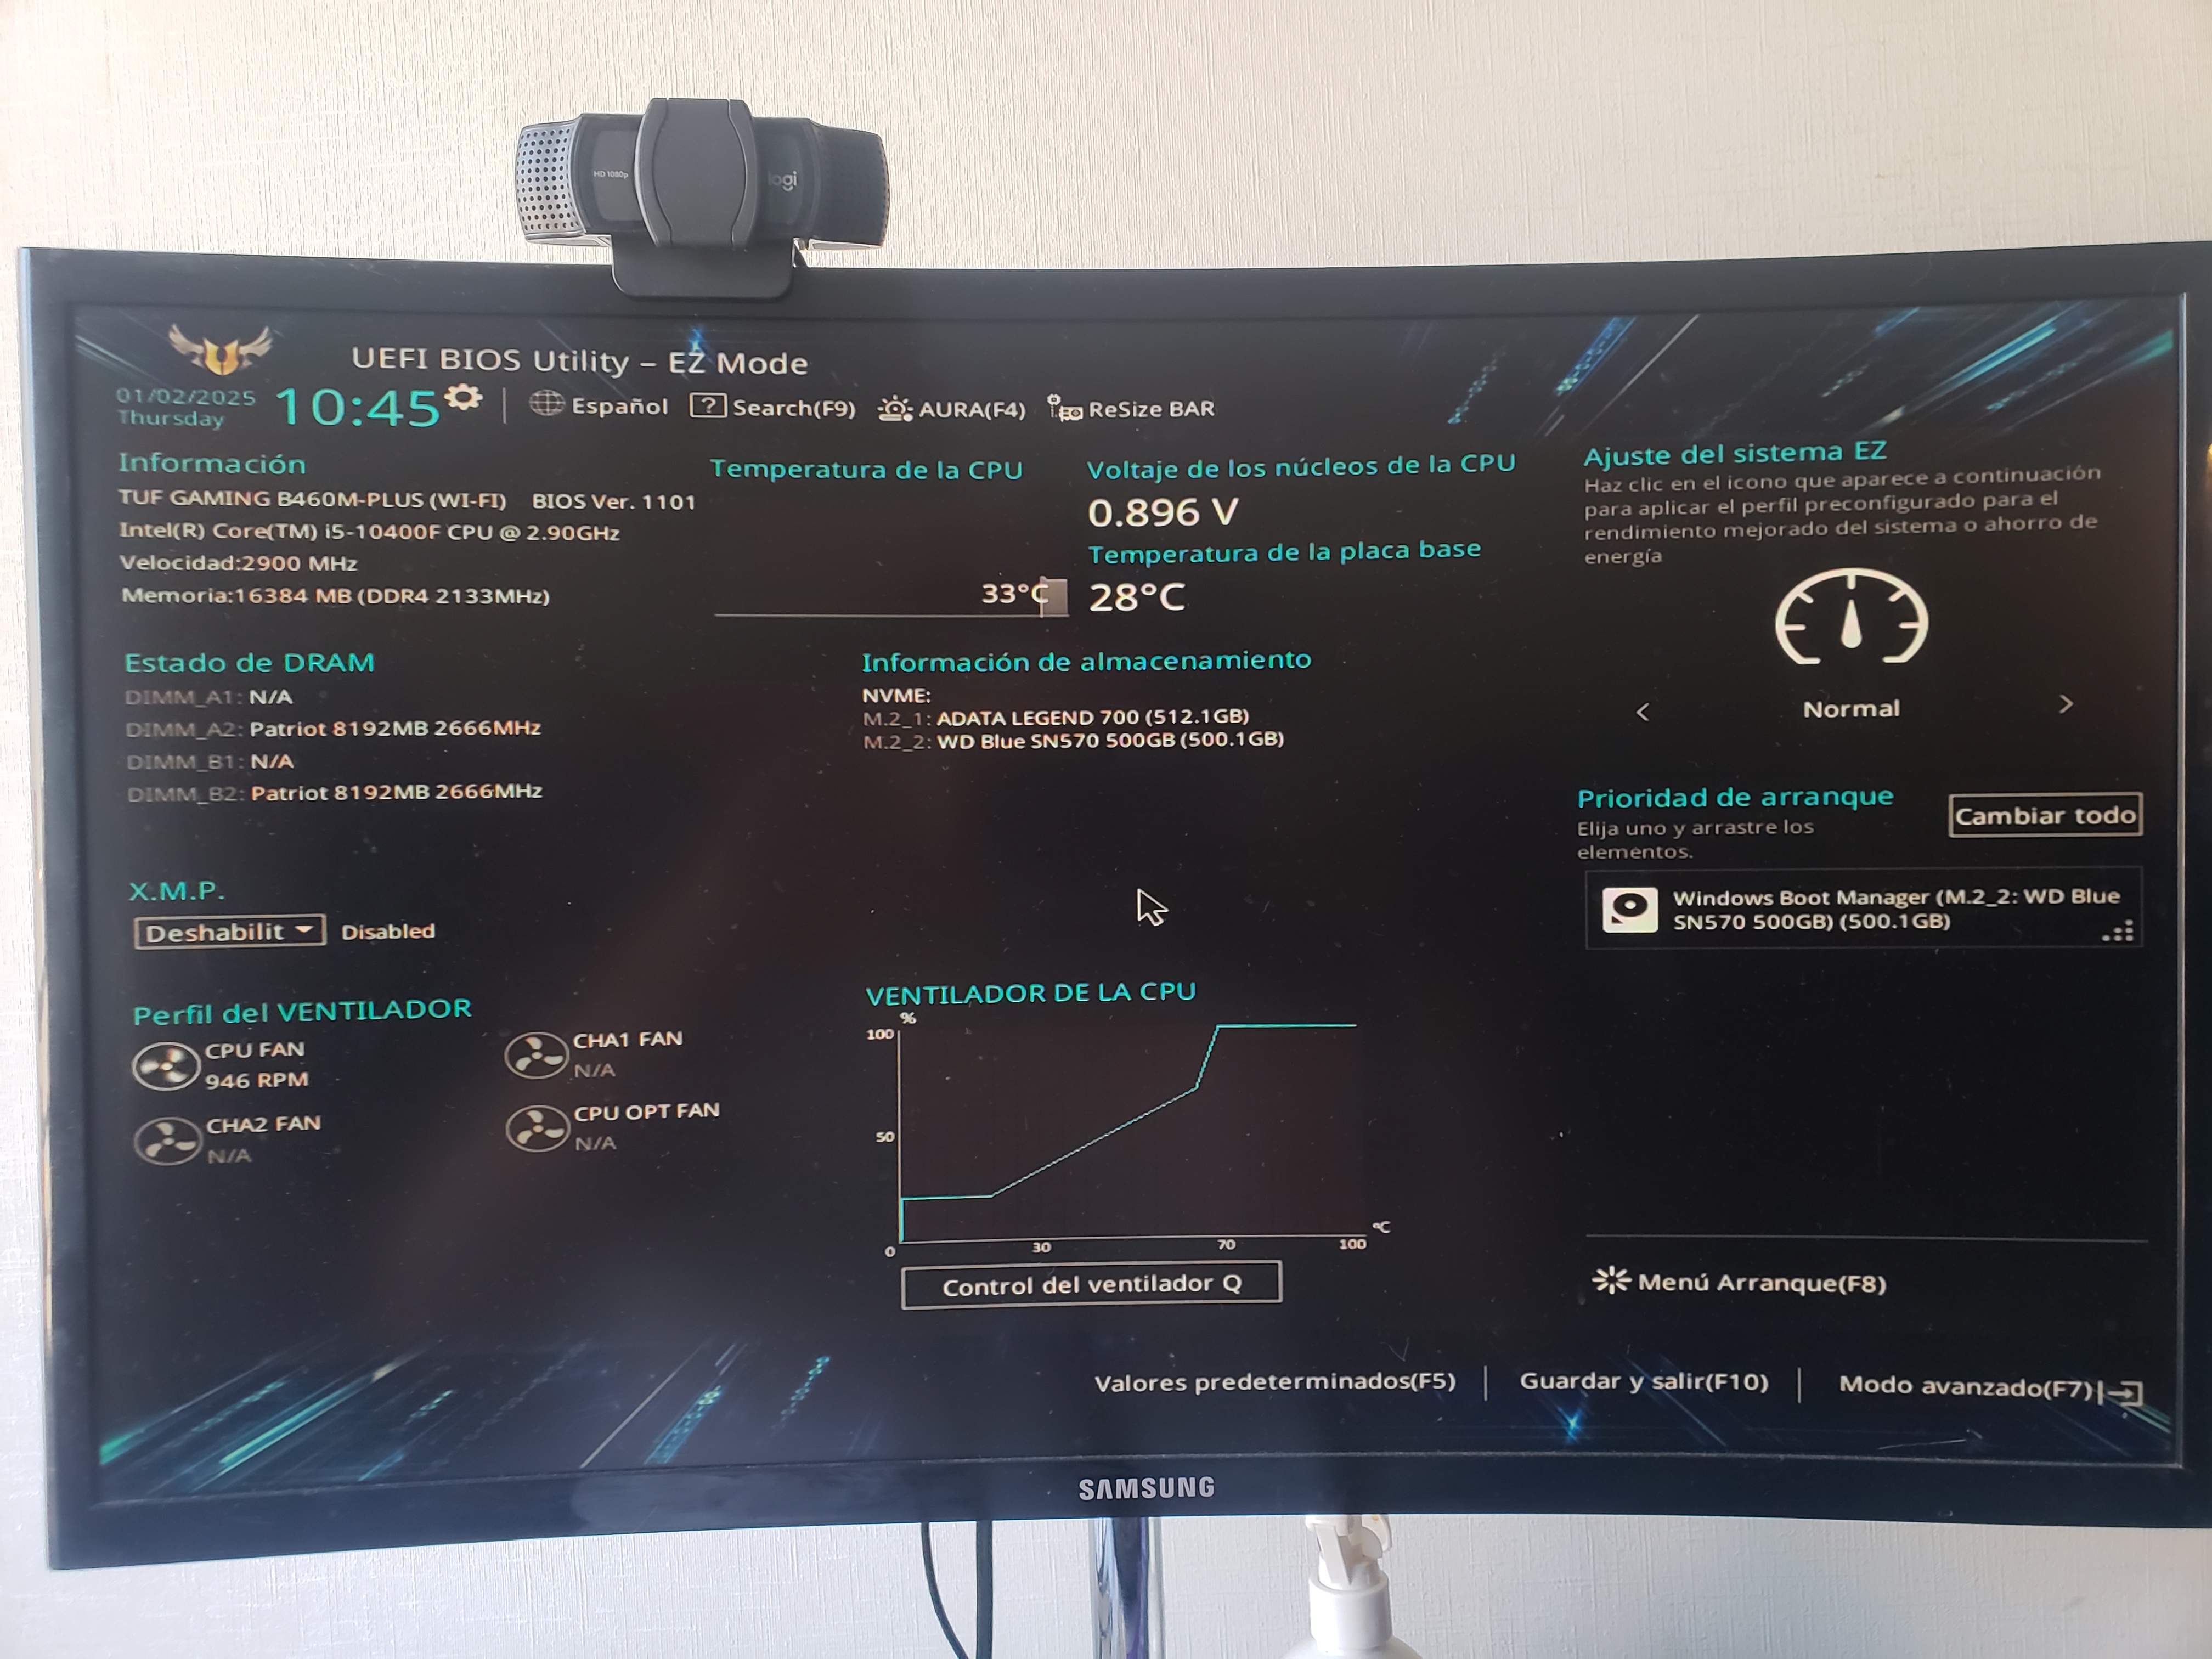 HD 1080p
logi
UEFI BIOS Utility – EZ Mode
01/02/2025
Thursday
10:45
Español
? Search(F9)
AURA(F4)
ReSize BAR
Información
TUF GAMING B460M-PLUS (WI-FI) BIOS Ver. 1101
Intel(R) Core(TM) i5-10400F CPU @ 2.90GHz
Velocidad:2900 MHz
Memoria:16384 MB (DDR4 2133MHz)
Temperatura de la CPU
33°C
Voltaje de los núcleos de la CPU
0.896 V
Temperatura de la placa base
28°C
Ajuste del sistema EZ
Haz clic en el icono que aparece a continuación
para aplicar el perfil preconfigurado para el
rendimiento mejorado del sistema o ahorro de
energía
< Normal >
Estado de DRAM
DIMM_A1: N/A
DIMM_A2: Patriot 8192MB 2666MHz
DIMM_B1: N/A
DIMM_B2: Patriot 8192MB 2666MHz
Información de almacenamiento
NVME:
M.2_1: ADATA LEGEND 700 (512.1GB)
M.2_2: WD Blue SN570 500GB (500.1GB)
Prioridad de arranque
Elija uno y arrastre los
elementos.
Cambiar todo
Windows Boot Manager (M.2_2: WD Blue
SN570 500GB) (500.1GB)
X.M.P.
Deshabilit
Disabled
Perfil del VENTILADOR
CPU FAN
946 RPM
CHA1 FAN
N/A
CHA2 FAN
N/A
CPU OPT FAN
N/A
VENTILADOR DE LA CPU
%
100
50
0
30
70
100
°C
Control del ventilador Q
Menú Arranque(F8)
Valores predeterminados(F5)
Guardar y salir(F10)
Modo avanzado(F7)
SAMSUNG